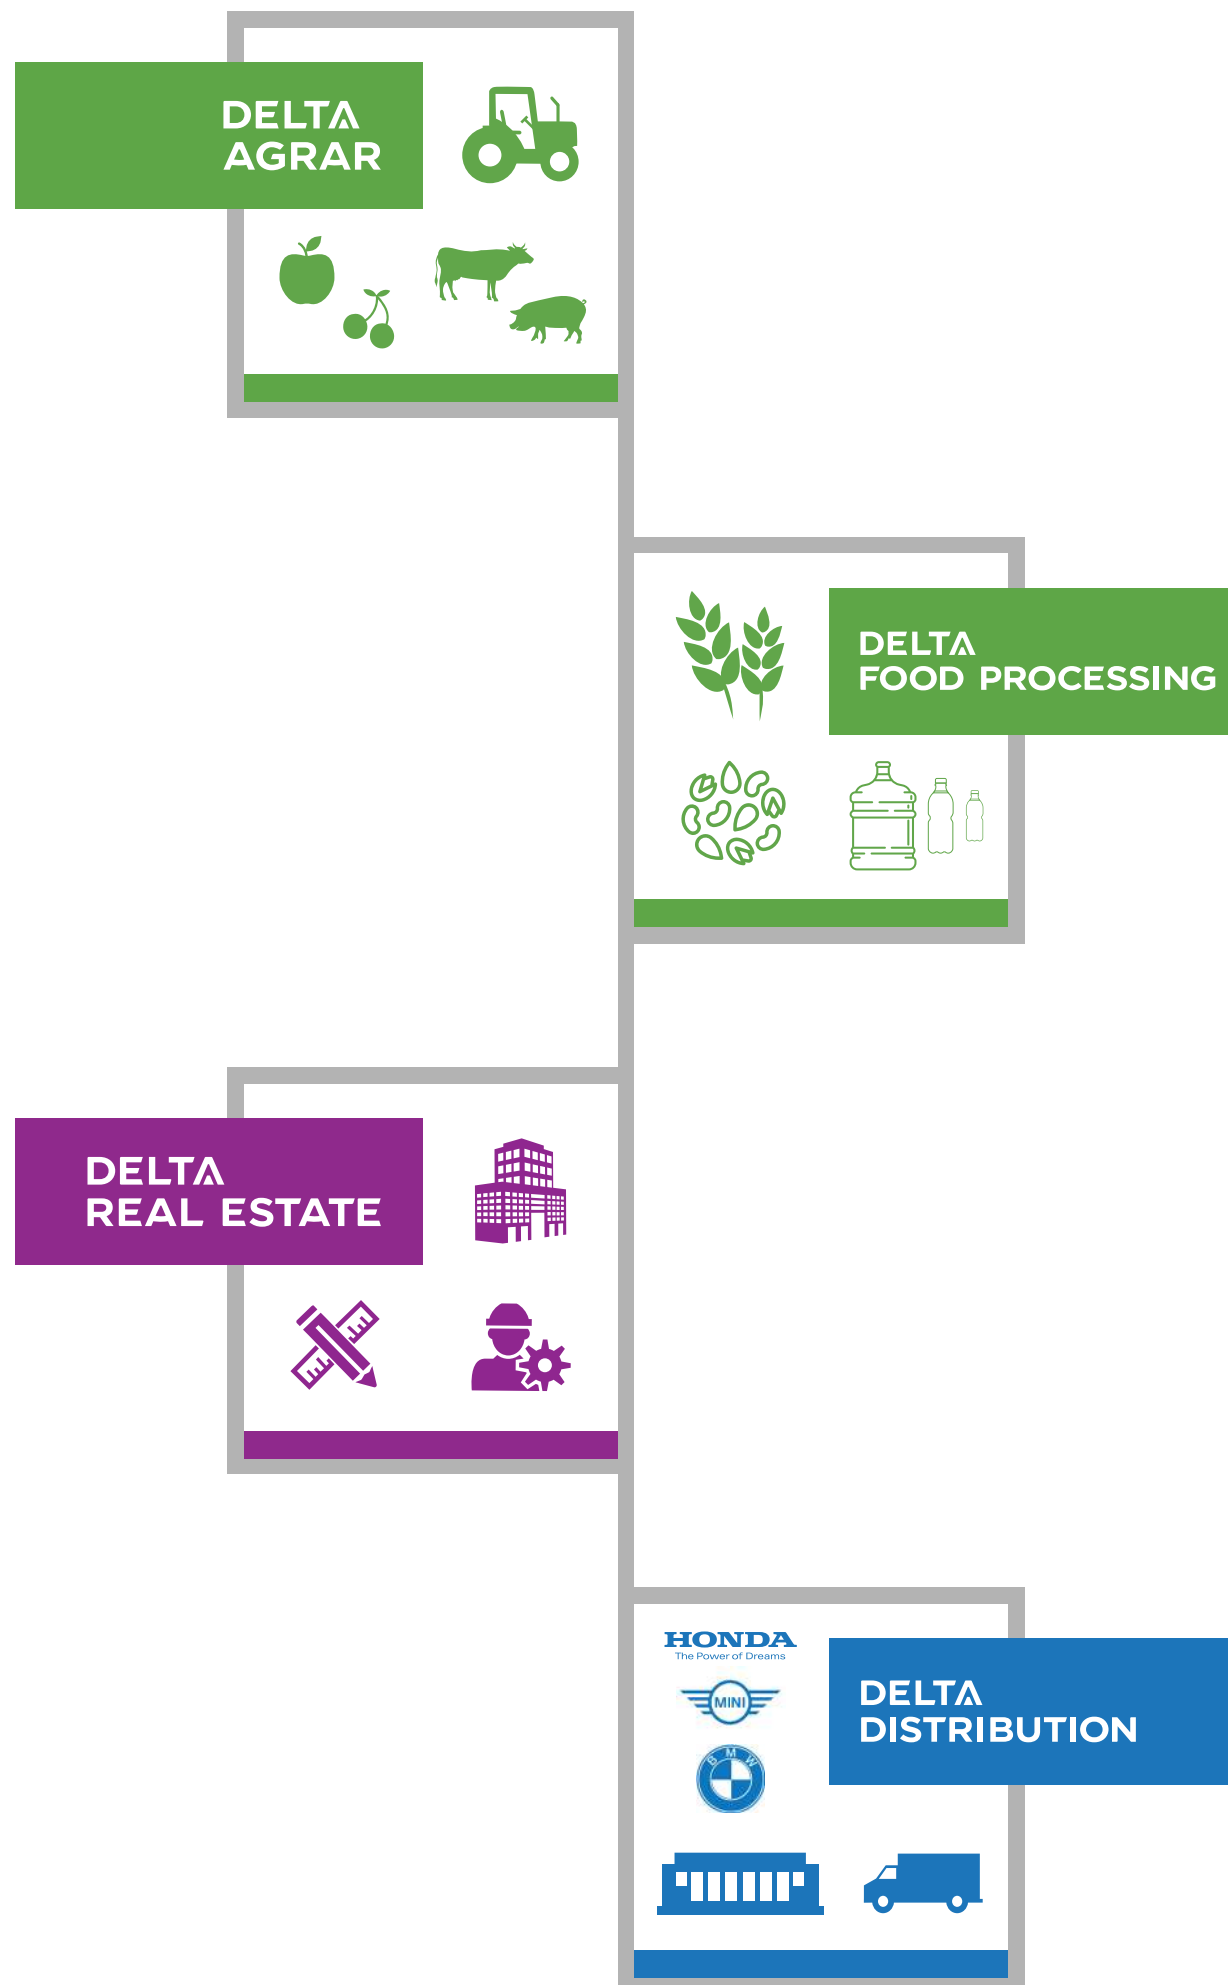 DELTA
AGRAR
DELTA
FOOD PROCESSING
DELTA
REAL ESTATE
HONDA
The Power of Dreams
MINI
BMW
DELTA
DISTRIBUTION